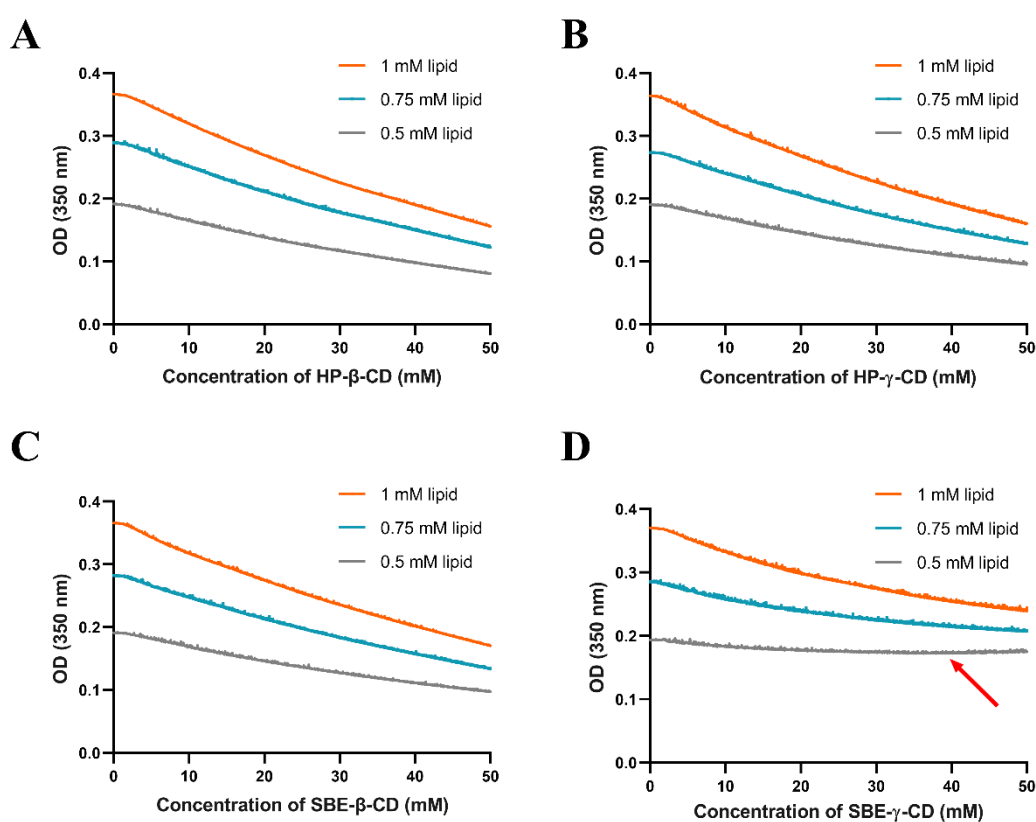 A
1 mM lipid
0.75 mM lipid
0.5 mM lipid
OD (350 nm)
0.4
0.3
0.2
0.1
0.0
0 10 20 30 40 50
Concentration of HP-β-CD (mM)
B
1 mM lipid
0.75 mM lipid
0.5 mM lipid
OD (350 nm)
0.4
0.3
0.2
0.1
0.0
0 10 20 30 40 50
Concentration of HP-γ-CD (mM)
C
1 mM lipid
0.75 mM lipid
0.5 mM lipid
OD (350 nm)
0.4
0.3
0.2
0.1
0.0
0 10 20 30 40 50
Concentration of SBE-β-CD (mM)
D
1 mM lipid
0.75 mM lipid
0.5 mM lipid
OD (350 nm)
0.4
0.3
0.2
0.1
0.0
0 10 20 30 40 50
Concentration of SBE-γ-CD (mM)